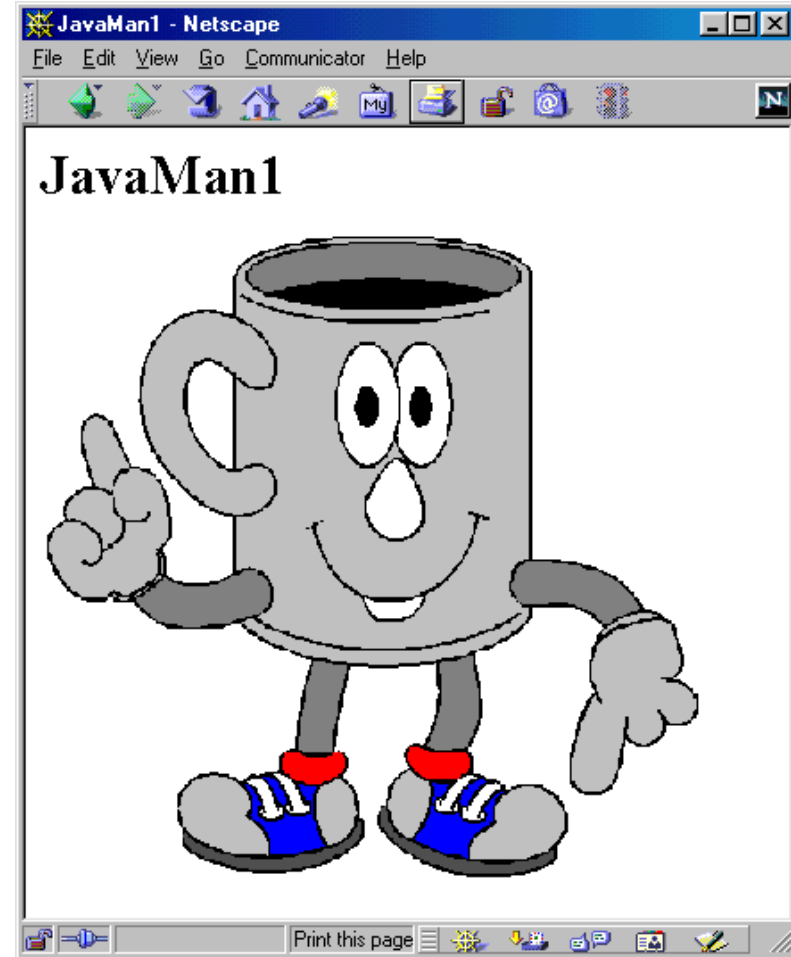 JavaMan1 - Netscape
File Edit View Go Communicator Help
My
N
JavaMan1
Print this page